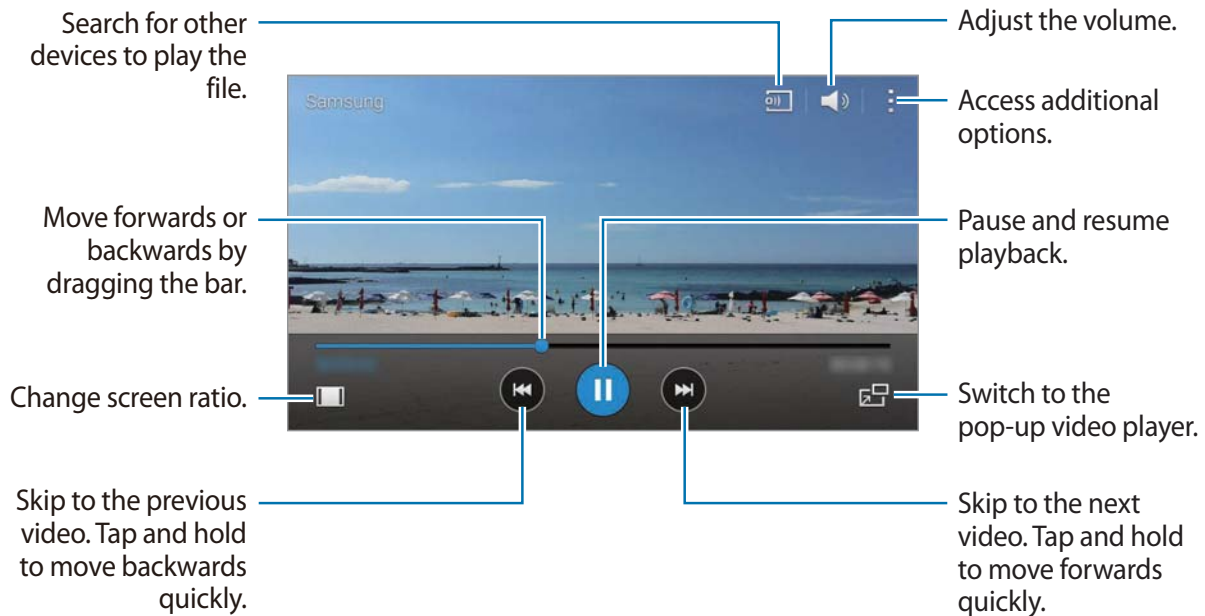 Search for other
devices to play the
file.
Adjust the volume.
Samsung
Access additional
options.
Move forwards or
backwards by
dragging the bar.
Pause and resume
playback.
Change screen ratio.
Switch to the
pop-up video player.
Skip to the previous
video. Tap and hold
to move backwards
quickly.
Skip to the next
video. Tap and hold
to move forwards
quickly.